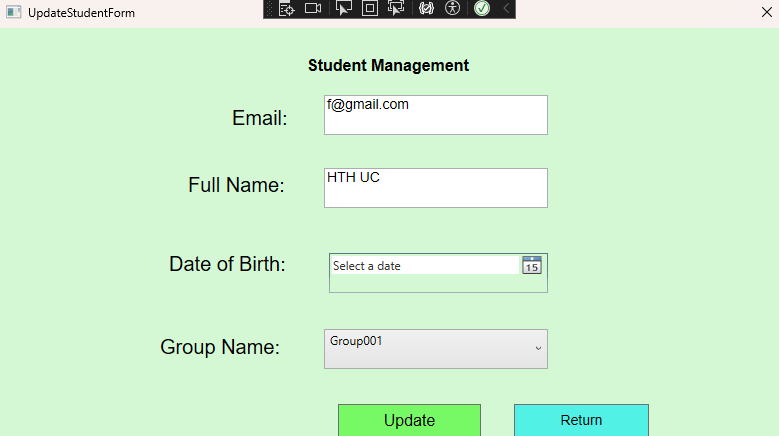 UpdateStudentForm
Student Management
Email: f@gmail.com
Full Name: HTH UC
Date of Birth: Select a date 15
Group Name: Group001
Update Return